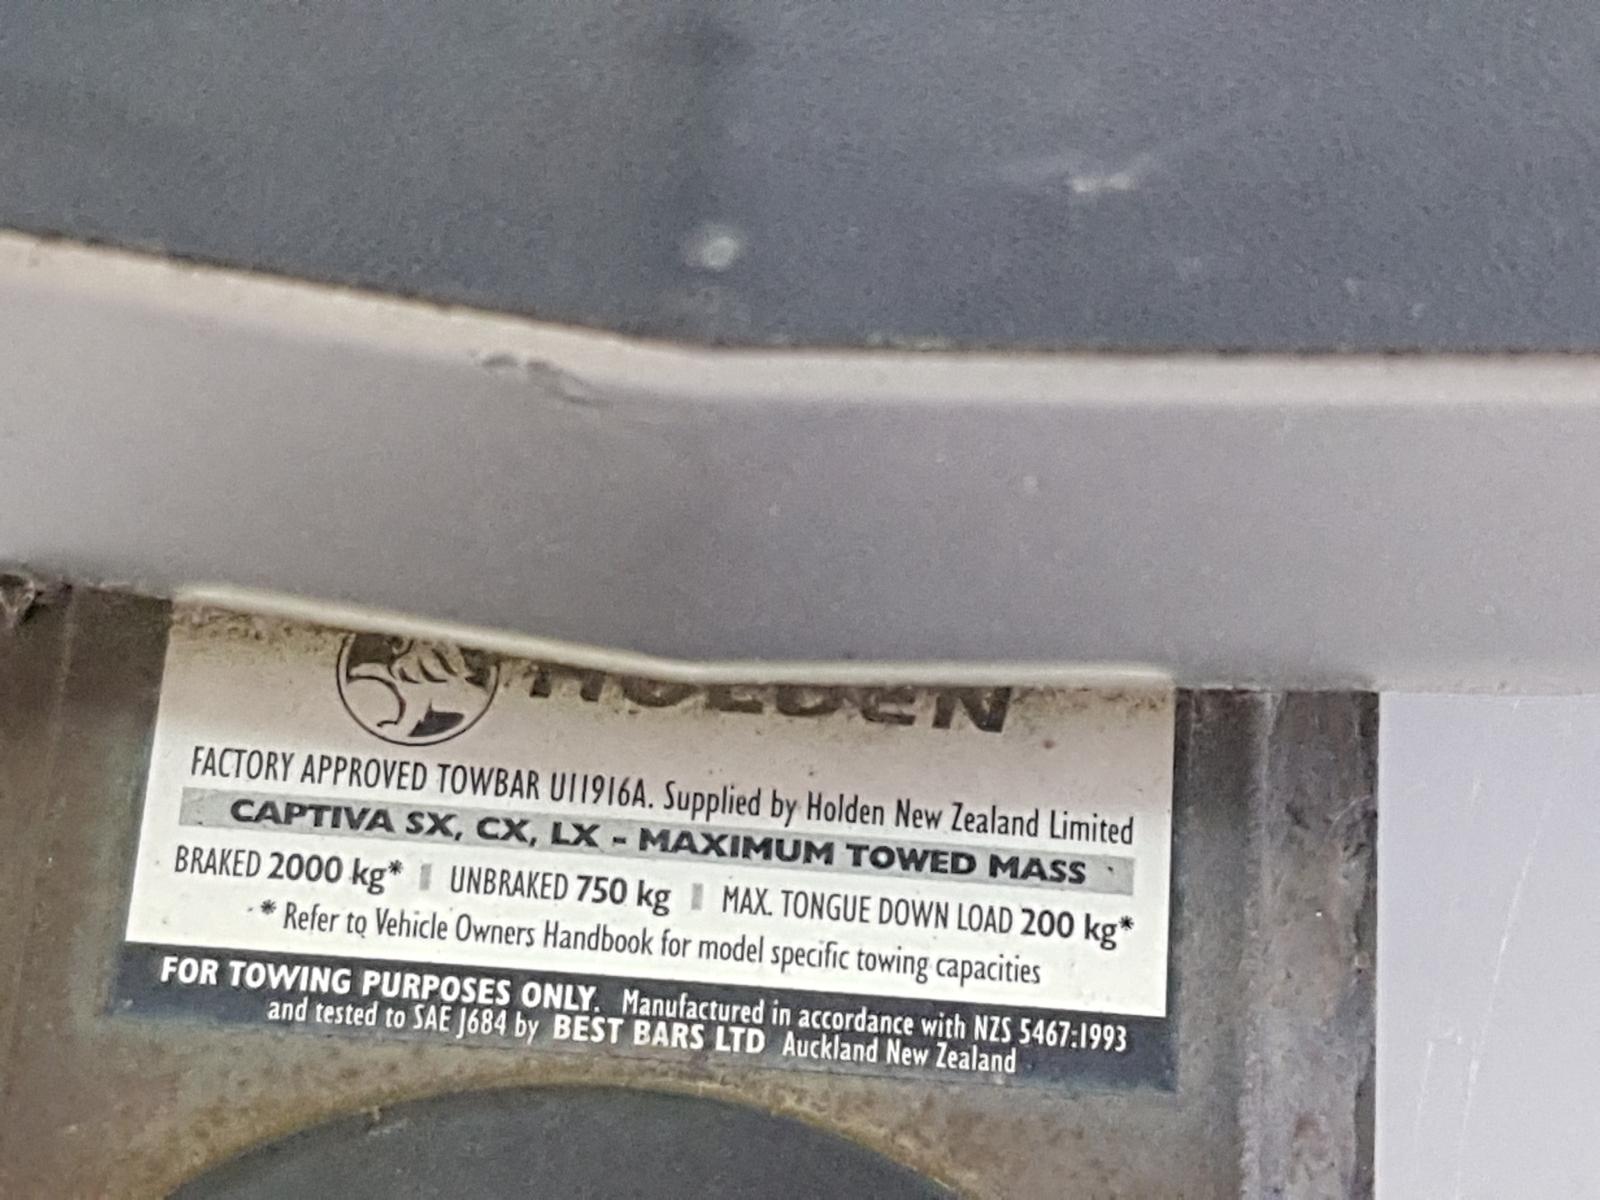 HOLDEN
FACTORY APPROVED TOWBAR U11916A. Supplied by Holden New Zealand Limited
CAPTIVA SX, CX, LX - MAXIMUM TOWED MASS
BRAKED 2000 kg* ▮ UNBRAKED 750 kg ▮ MAX. TONGUE DOWN LOAD 200 kg*
* Refer to Vehicle Owners Handbook for model specific towing capacities
FOR TOWING PURPOSES ONLY. Manufactured in accordance with NZS 5467:1993
and tested to SAE J684 by BEST BARS LTD Auckland New Zealand